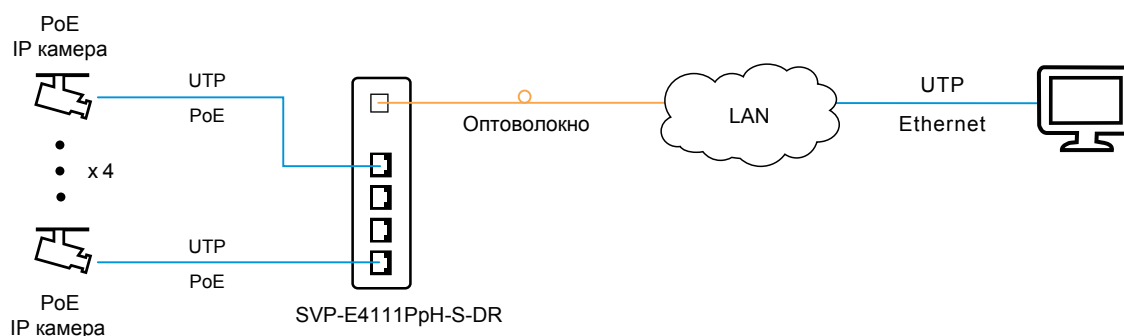 PoE
IP камера
UTP
PoE
x 4
UTP
PoE
PoE
IP камера
SVP-E4111PpH-S-DR
Оптоволокно
LAN
UTP
Ethernet